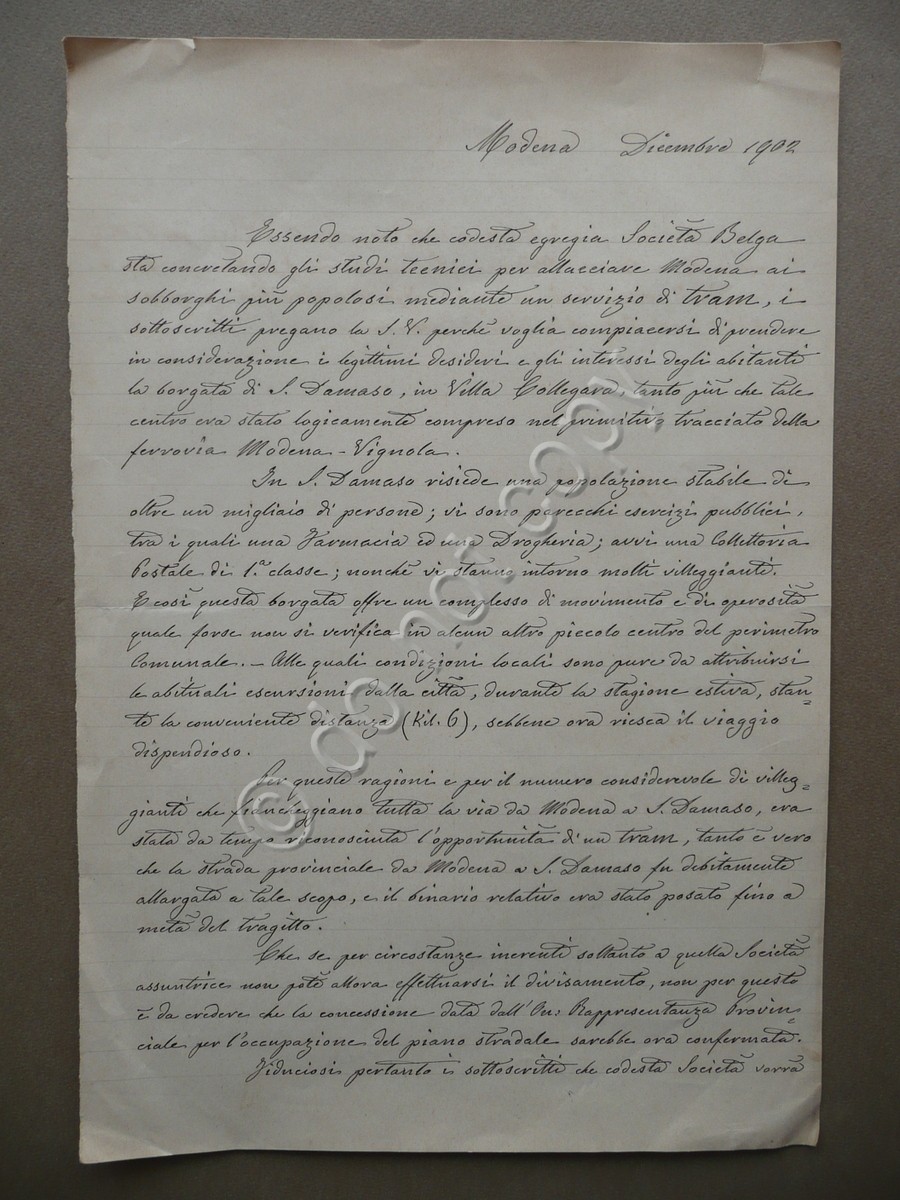 Modena Dicembre 1902
Essendo noto che codesta egregia Società Belga
sta concretando gli studi tecnici per allacciare Modena ai
sobborghi più popolosi mediante un servizio di tram, i
sottoscritti pregano la S. V. perché voglia compiacersi di prendere
in considerazione i legittimi desideri e gli interessi degli abitanti
la borgata di S. Damaso, in Villa Collegara, tanto più che tale
centro era stato logicamente compreso nel primitivo tracciato della
ferrovia Modena - Vignola.
In S. Damaso risiede una popolazione stabile di
oltre un migliaio di persone; vi sono parecchi esercizi pubblici,
tra i quali una Farmacia ed una Drogheria; avvi una Collettoria
Postale di 1.a classe; nonché vi stanno intorno molti villeggianti.
E così questa borgata offre un complesso di movimento e di operosità
quale forse non si verifica in alcun altro piccolo centro del perimetro
Comunale. - Alle quali condizioni locali sono pure da attribuirsi
le abituali escursioni dalla città, durante la stagione estiva, stan=
te la conveniente distanza (Kil. 6), sebbene ora riesca il viaggio
dispendioso.
Per queste ragioni e per il numero considerevole di villeg=
gianti che fiancheggiano tutta la via da Modena a S. Damaso, era
stata da tempo riconosciuta l'opportunità di un tram, tanto è vero
che la strada provinciale da Modena a S. Damaso fu debitamente
allargata a tale scopo, e il binario relativo era stato posato fino a
metà del tragitto.
Che se per circostanze inerenti soltanto a quella Società
assuntrice non poté allora effettuarsi il divisamento, non per questo
è da credere che la concessione data dall'On: Rappresentanza Provin=
ciale per l'occupazione del piano stradale sarebbe ora confermata.
Fiduciosi pertanto i sottoscritti che codesta Società vorrà
© do not copy